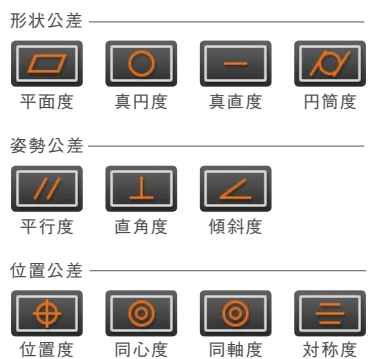 形状公差
平面度 真円度 真直度 円筒度
姿勢公差
平行度 直角度 傾斜度
位置公差
位置度 同心度 同軸度 対称度